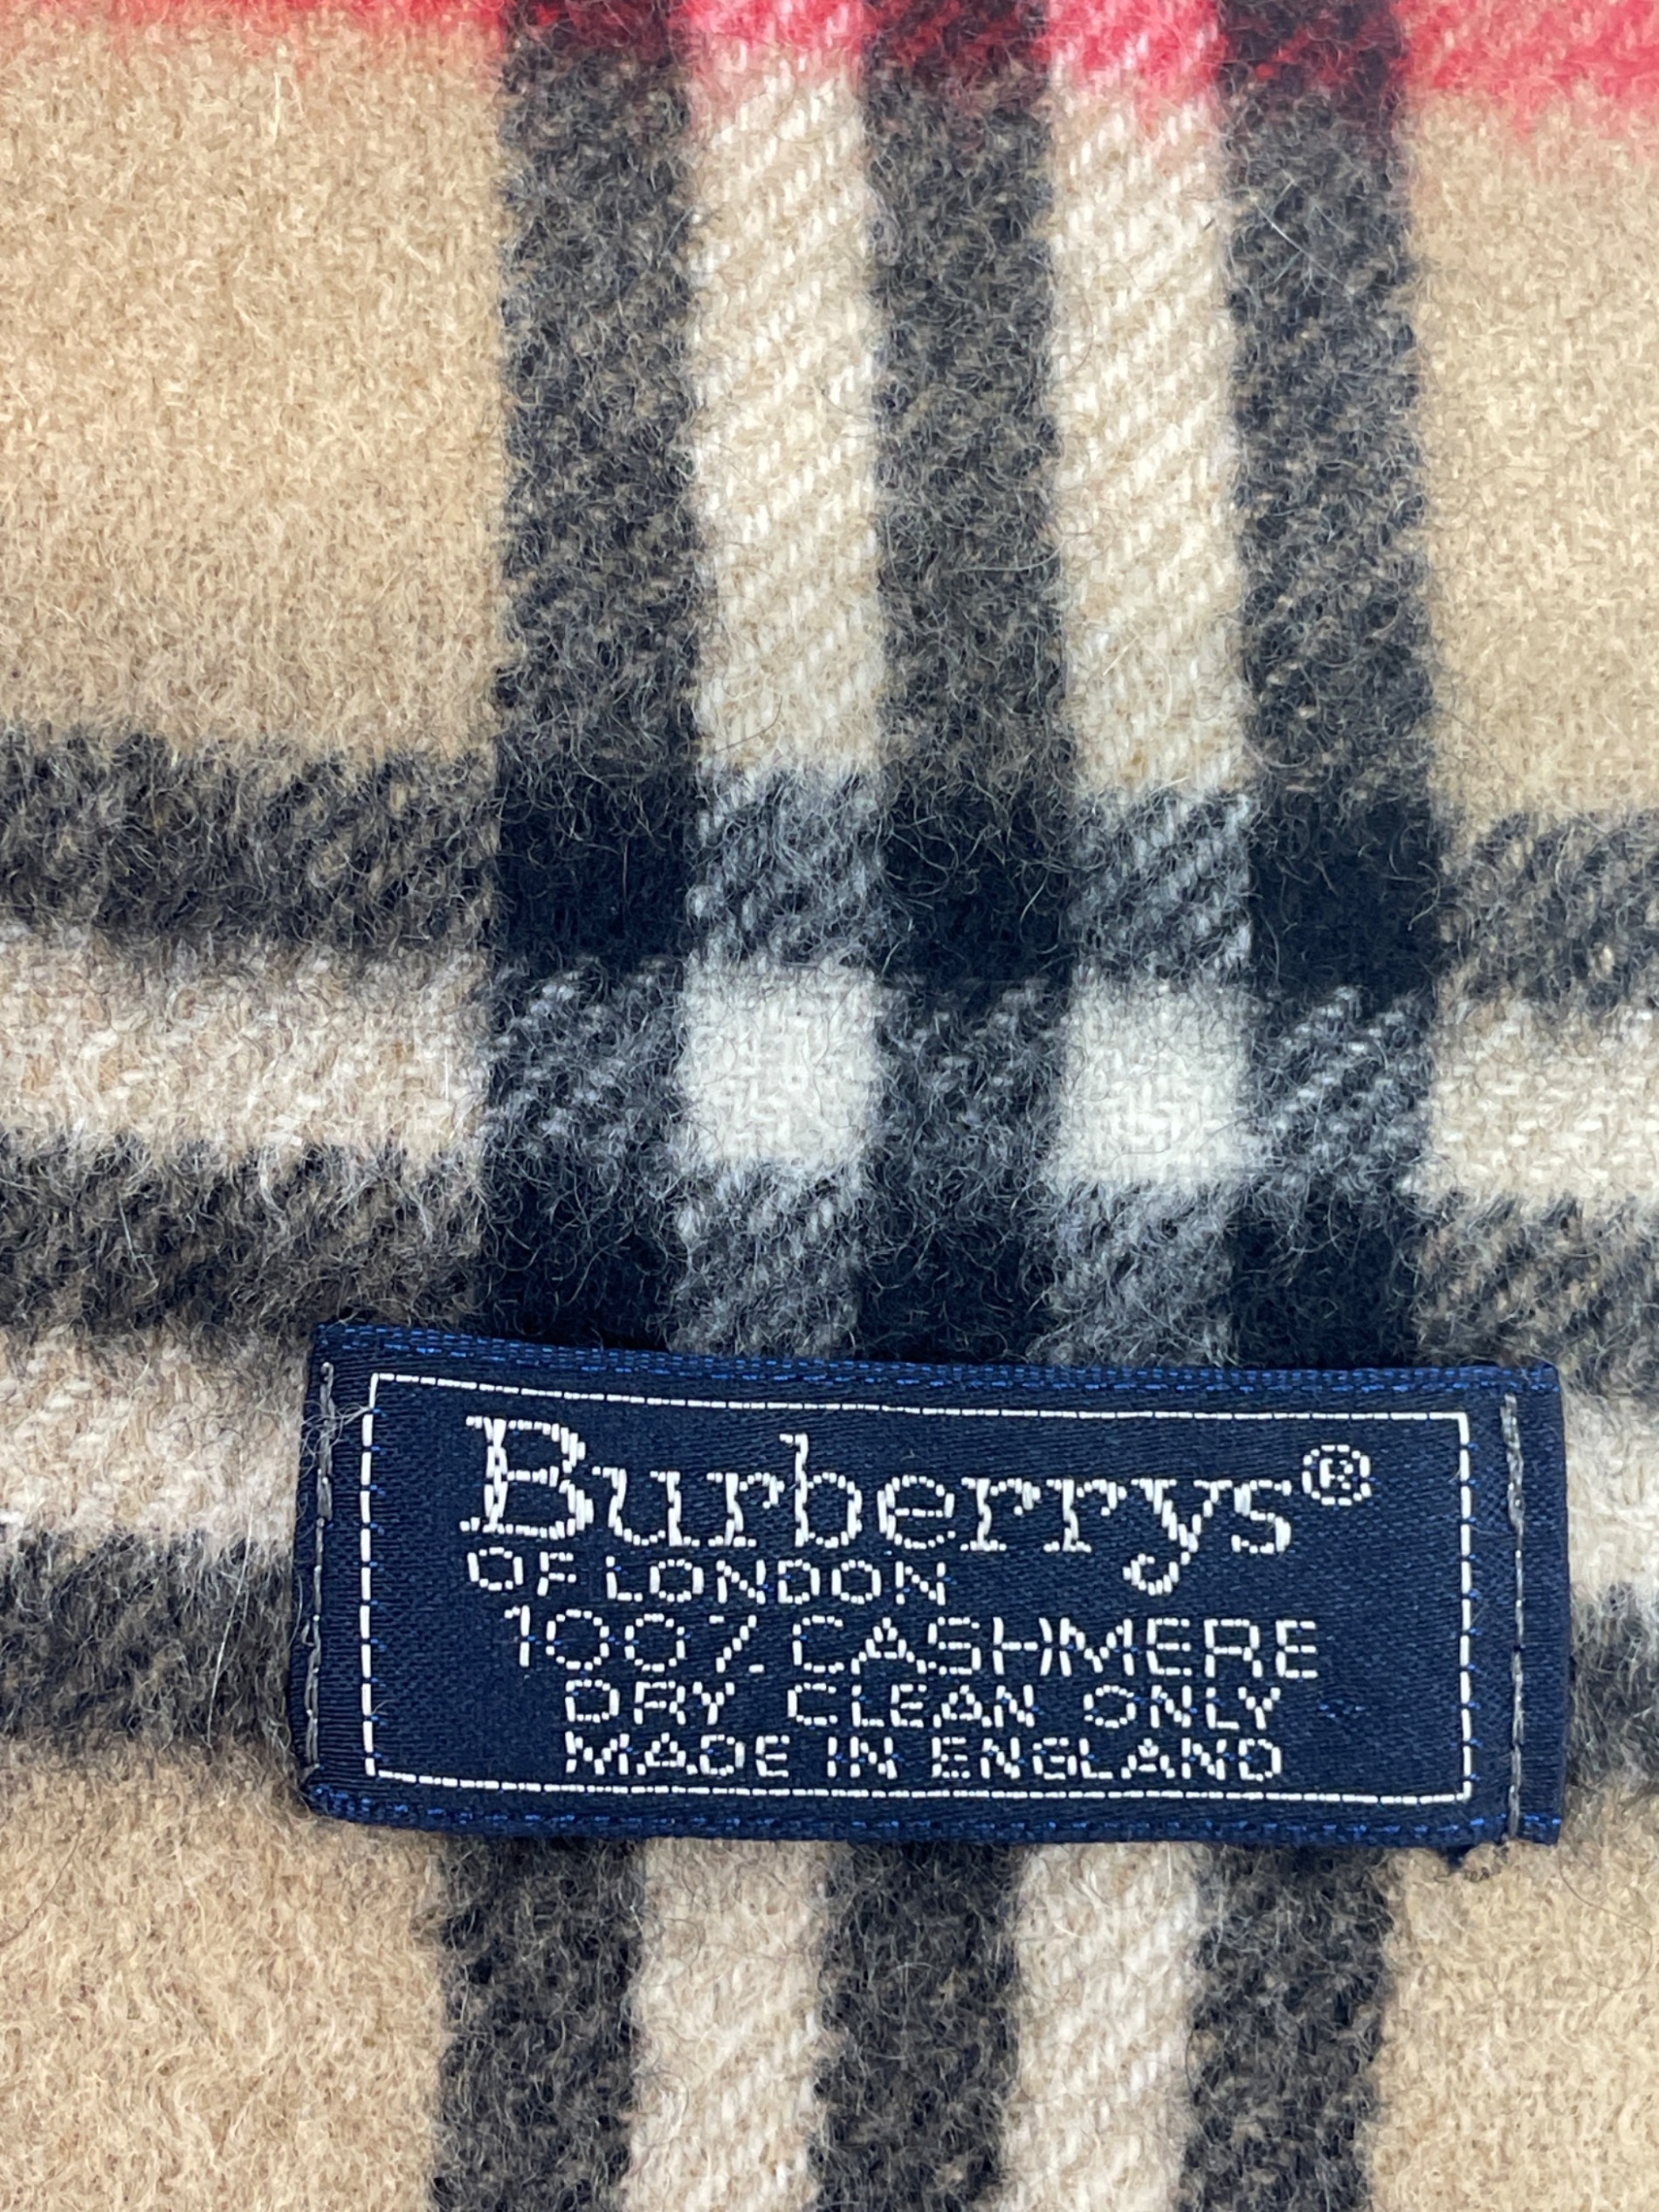 Burberrys®
OF LONDON
100% CASHMERE
DRY CLEAN ONLY
MADE IN ENGLAND